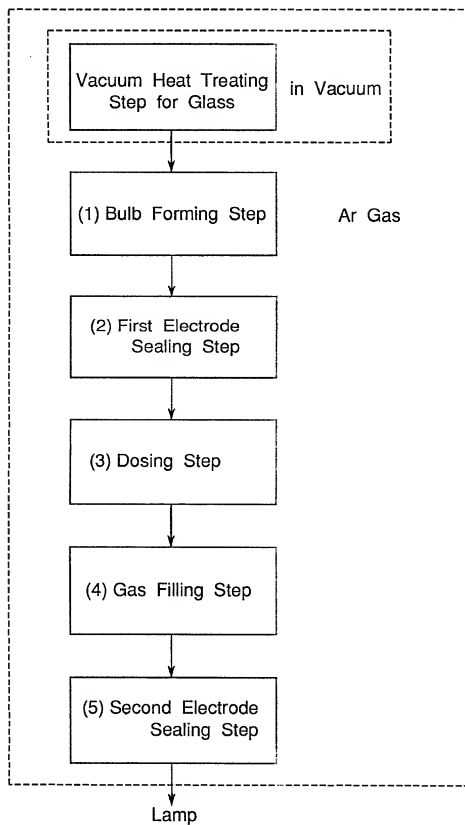 Vacuum Heat Treating
Step for Glass
in Vacuum
(1) Bulb Forming Step
Ar Gas
(2) First Electrode
Sealing Step
(3) Dosing Step
(4) Gas Filling Step
(5) Second Electrode
Sealing Step
Lamp